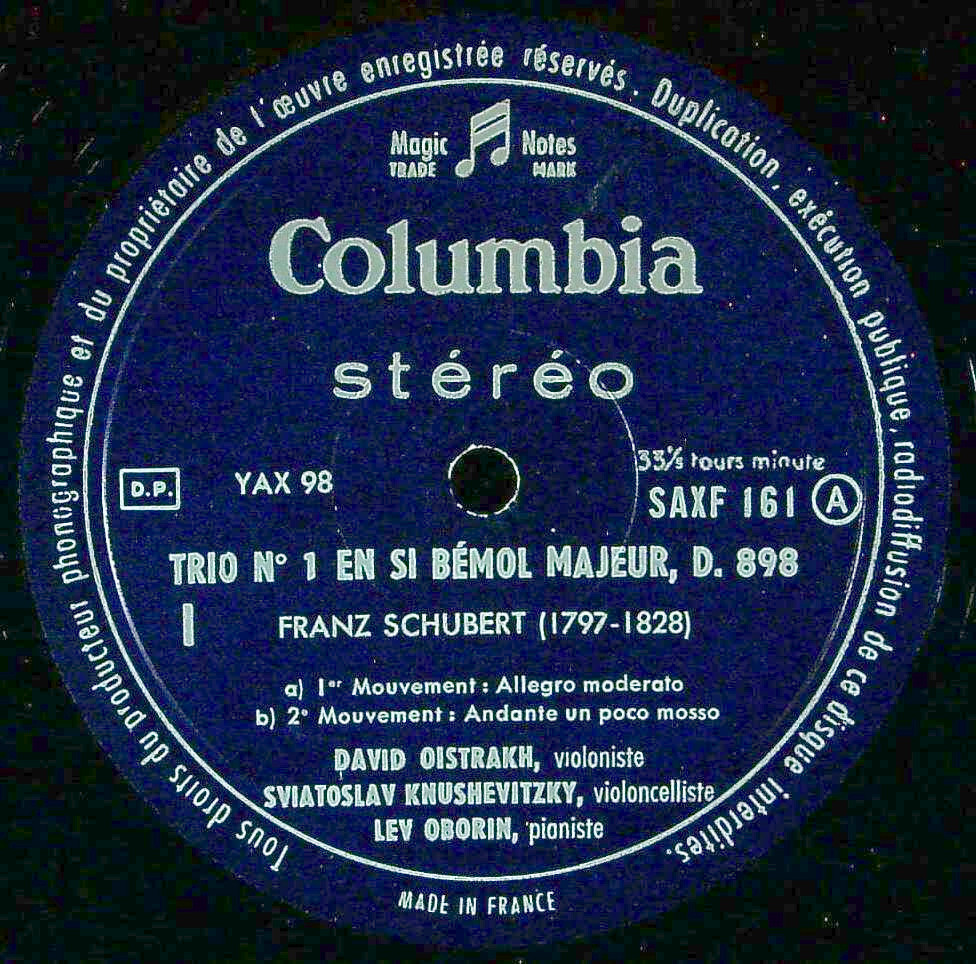 Tous droits du producteur phonographique et du propriétaire de l'œuvre enregistrée réservés. Duplication, exécution publique, radiodiffusion de ce disque interdites.
Magic Notes
TRADE MARK
Columbia
stéréo
33⅓ tours minute
D.P. YAX 98 SAXF 161 A
TRIO N° 1 EN SI BÉMOL MAJEUR, D. 898
I FRANZ SCHUBERT (1797-1828)
a) 1er Mouvement : Allegro moderato
b) 2e Mouvement : Andante un poco mosso
DAVID OISTRAKH, violoniste
SVIATOSLAV KNUSHEVITZKY, violoncelliste
LEV OBORIN, pianiste
MADE IN FRANCE